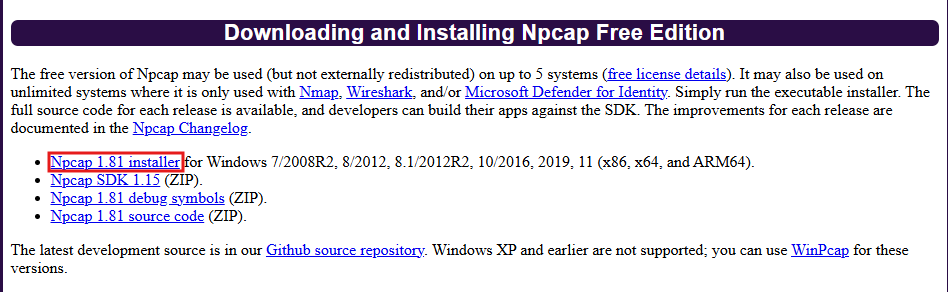 Downloading and Installing Npcap Free Edition
The free version of Npcap may be used (but not externally redistributed) on up to 5 systems (free license details). It may also be used on
unlimited systems where it is only used with Nmap, Wireshark, and/or Microsoft Defender for Identity. Simply run the executable installer. The
full source code for each release is available, and developers can build their apps against the SDK. The improvements for each release are
documented in the Npcap Changelog.
• Npcap 1.81 installer for Windows 7/2008R2, 8/2012, 8.1/2012R2, 10/2016, 2019, 11 (x86, x64, and ARM64).
• Npcap SDK 1.15 (ZIP).
• Npcap 1.81 debug symbols (ZIP).
• Npcap 1.81 source code (ZIP).
The latest development source is in our Github source repository. Windows XP and earlier are not supported; you can use WinPcap for these
versions.